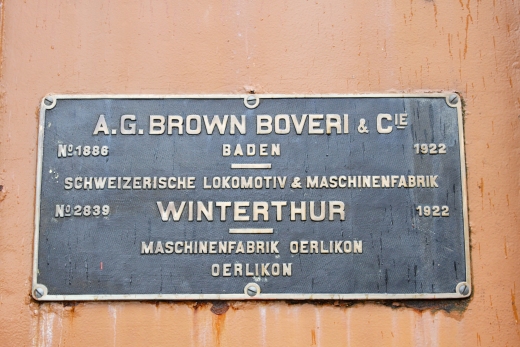 A.G. BROWN BOVERI & CIE
No. 1886 BADEN 1922
SCHWEIZERISCHE LOKOMOTIV & MASCHINENFABRIK
No. 2839 WINTERTHUR 1922
MASCHINENFABRIK OERLIKON
OERLIKON